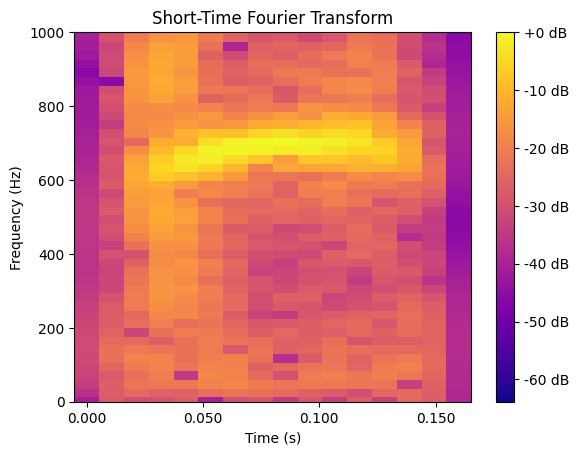 Short-Time Fourier Transform
1000
800
600
400
200
0
Frequency (Hz)
0.000
0.050
0.100
0.150
Time (s)
+0 dB
-10 dB
-20 dB
-30 dB
-40 dB
-50 dB
-60 dB